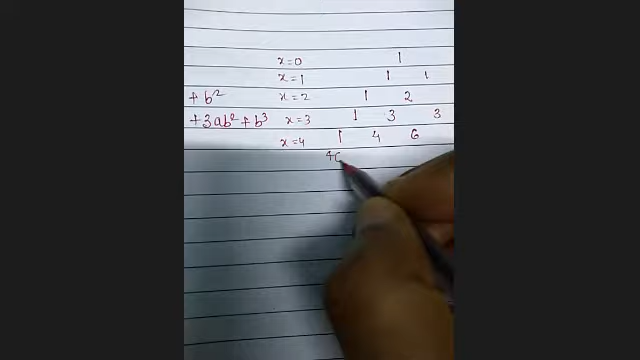 x=0 1
x=1 1 1
+b² x=2 1 2
+3ab²+b³ x=3 1 3 3
x=4 1 4 6
4C